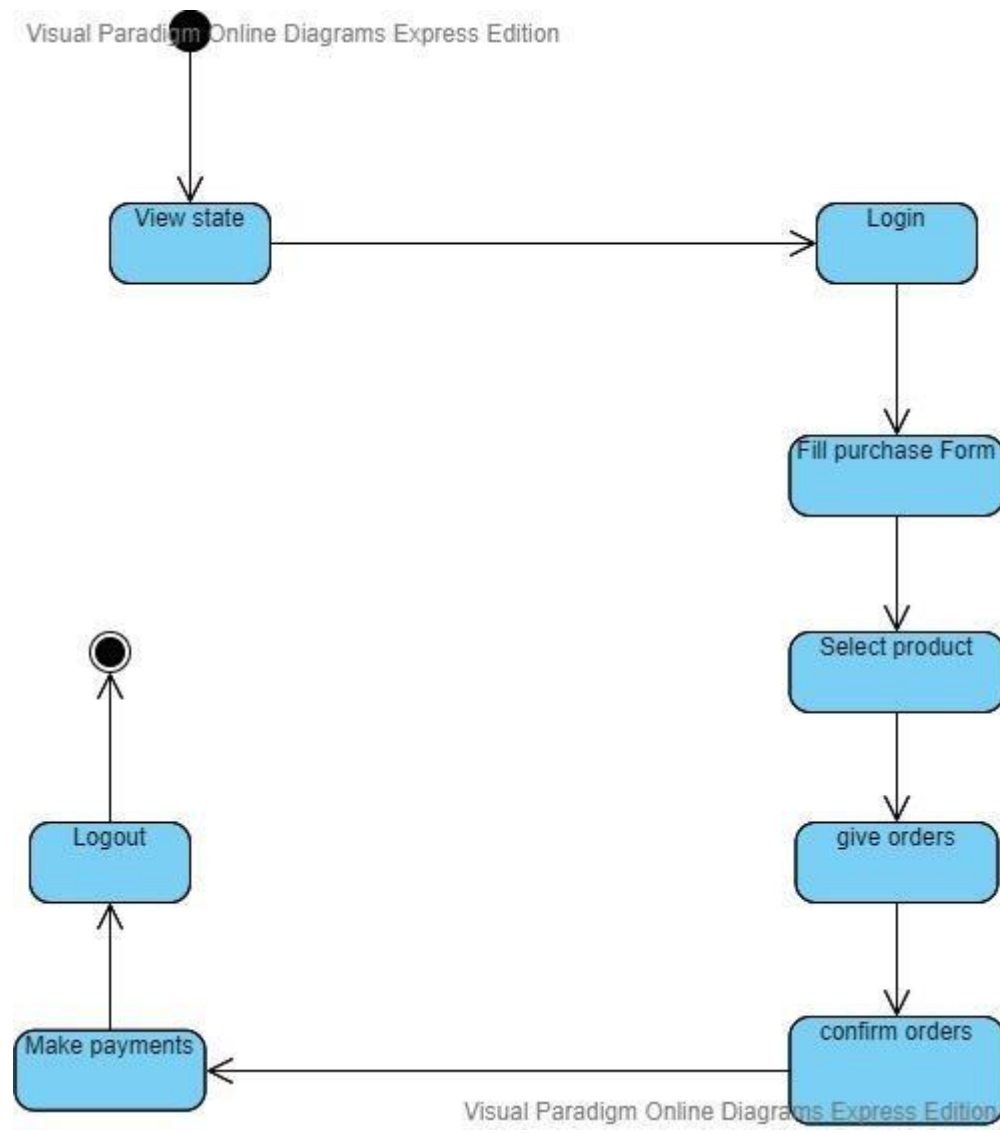 Visual Paradigm Online Diagrams Express Edition
View state
Login
Fill purchase Form
Select product
give orders
Logout
confirm orders
Make payments
Visual Paradigm Online Diagrams Express Edition